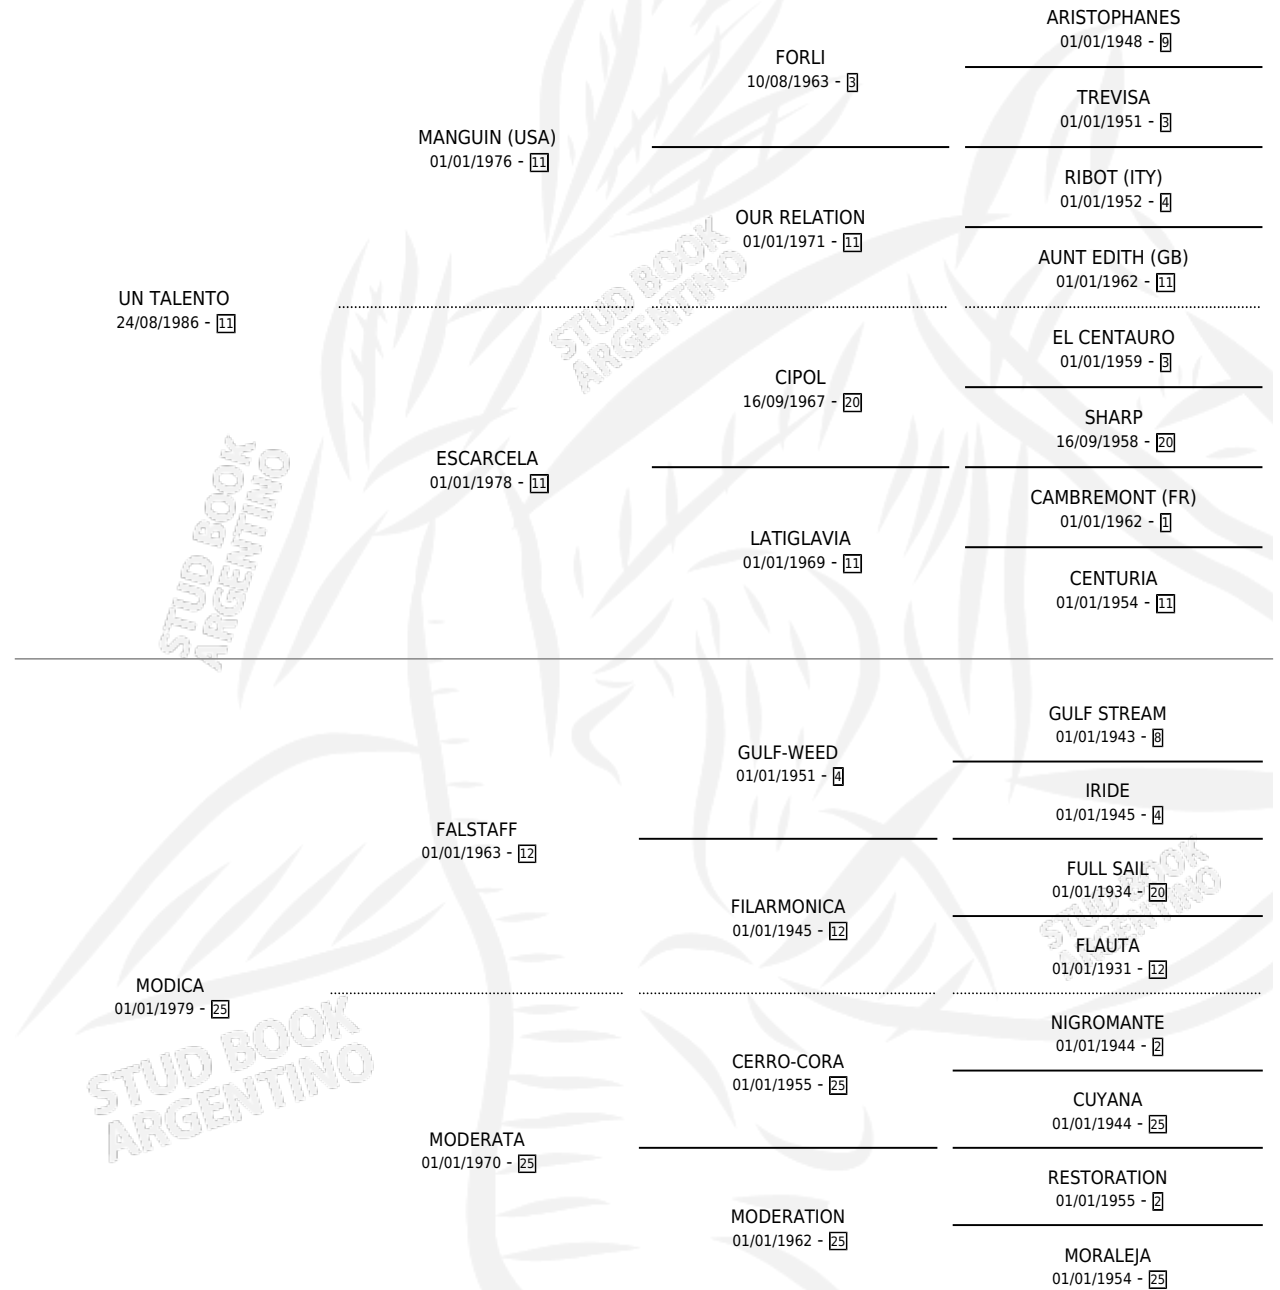 ARISTOPHANES
01/01/1948 - 9
FORLI
10/08/1963 - 3
TREVISA
01/01/1951 - 3
MANGUIN (USA)
01/01/1976 - 11
RIBOT (ITY)
01/01/1952 - 4
OUR RELATION
01/01/1971 - 11
AUNT EDITH (GB)
01/01/1962 - 11
UN TALENTO
24/08/1986 - 11
EL CENTAURO
01/01/1959 - 3
CIPOL
16/09/1967 - 20
SHARP
16/09/1958 - 20
ESCARCELA
01/01/1978 - 11
CAMBREMONT (FR)
01/01/1962 - 1
LATIGLAVIA
01/01/1969 - 11
CENTURIA
01/01/1954 - 11
GULF STREAM
01/01/1943 - 8
GULF-WEED
01/01/1951 - 4
IRIDE
01/01/1945 - 4
FALSTAFF
01/01/1963 - 12
FULL SAIL
01/01/1934 - 20
FILARMONICA
01/01/1945 - 12
FLAUTA
01/01/1931 - 12
MODICA
01/01/1979 - 25
NIGROMANTE
01/01/1944 - 2
CERRO-CORA
01/01/1955 - 25
CUYANA
01/01/1944 - 25
MODERATA
01/01/1970 - 25
RESTORATION
01/01/1955 - 2
MODERATION
01/01/1962 - 25
MORALEJA
01/01/1954 - 25
STUD BOOK
ARGENTINO
STUD BOOK
ARGENTINO
STUD BOOK
ARGENTINO
STUD BOOK
ARGENTINO